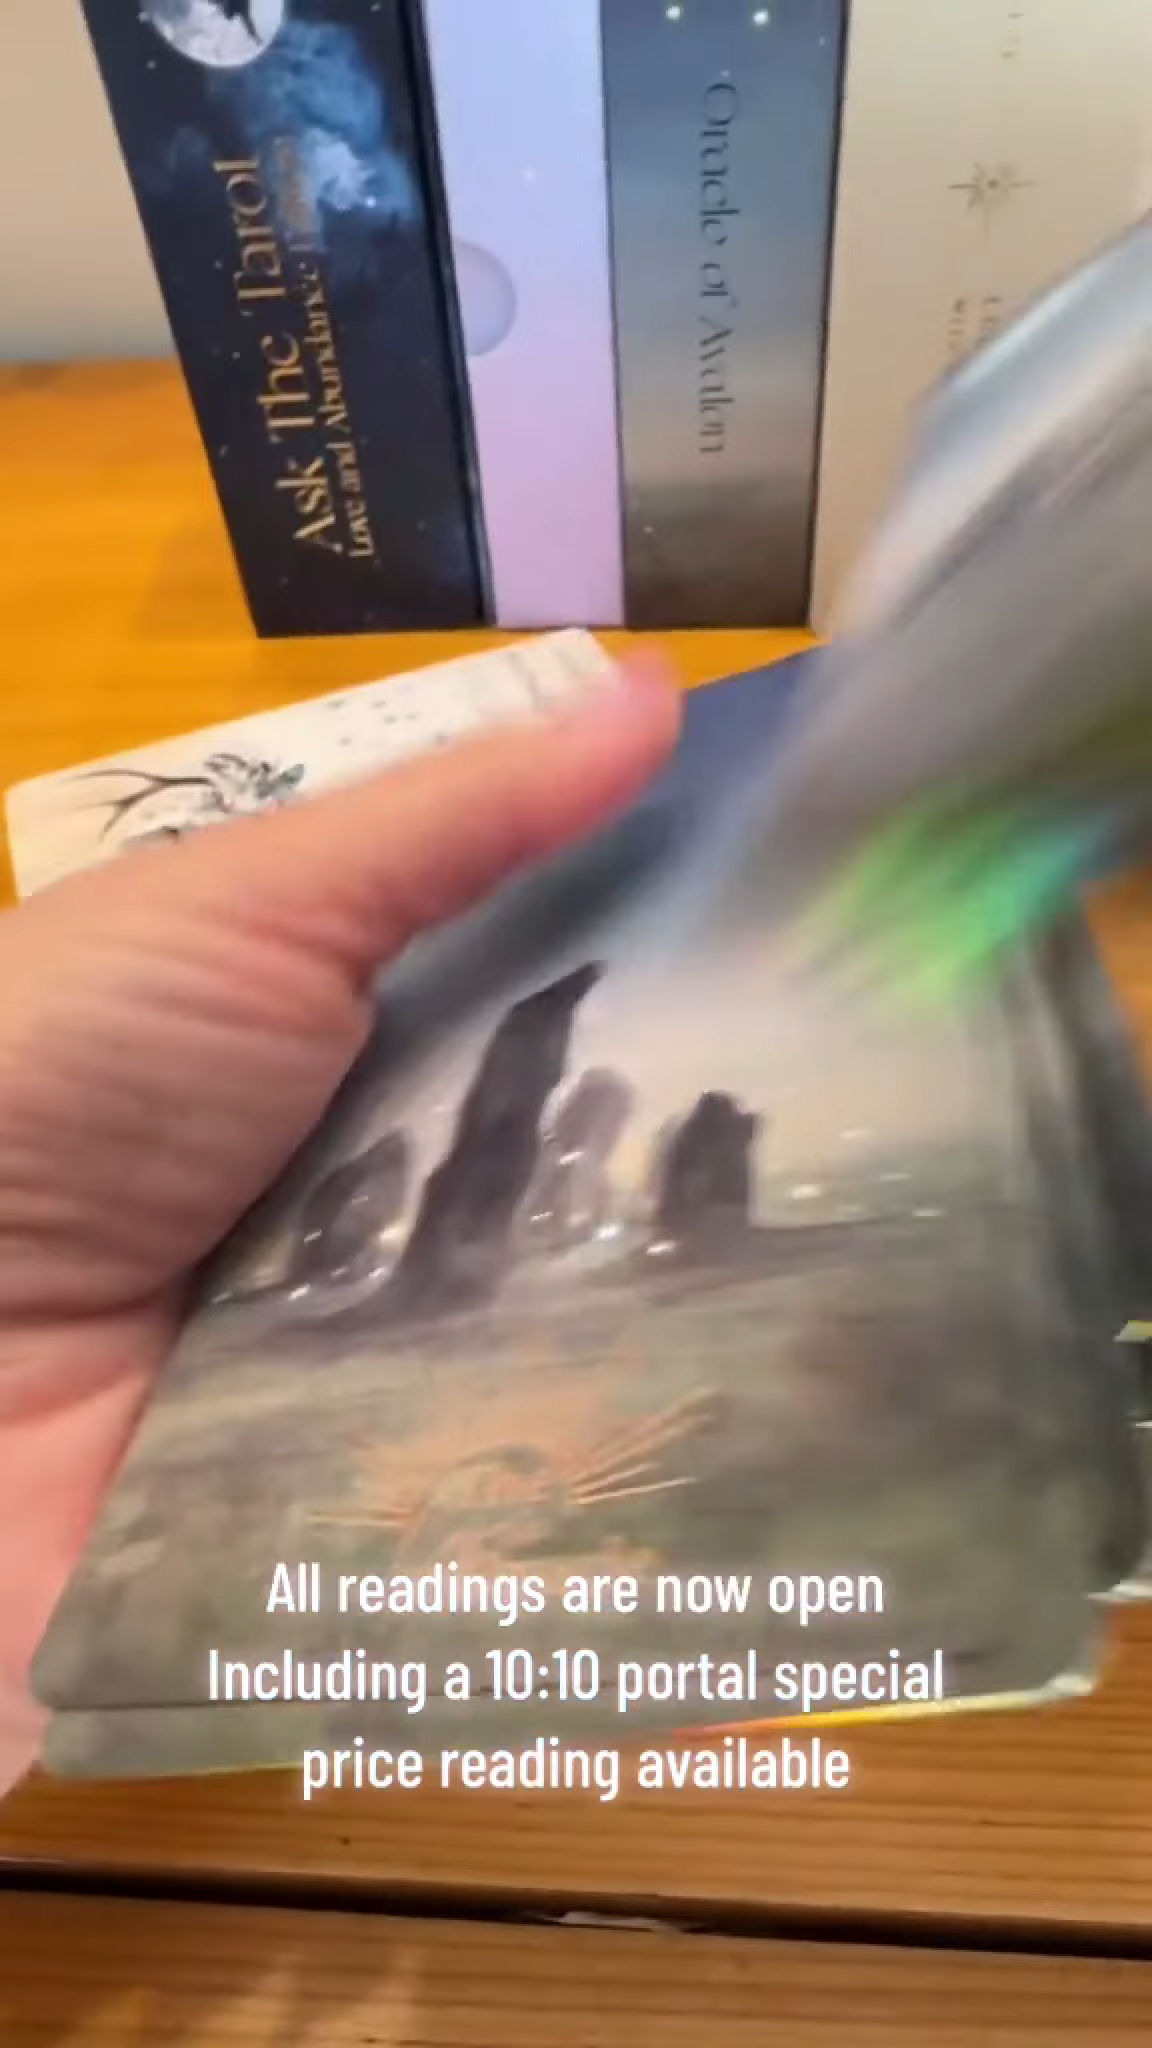 Ask The Tarot
Love and Abundance Edition
Oracle of Avalon
All readings are now open
Including a 10:10 portal special
price reading available